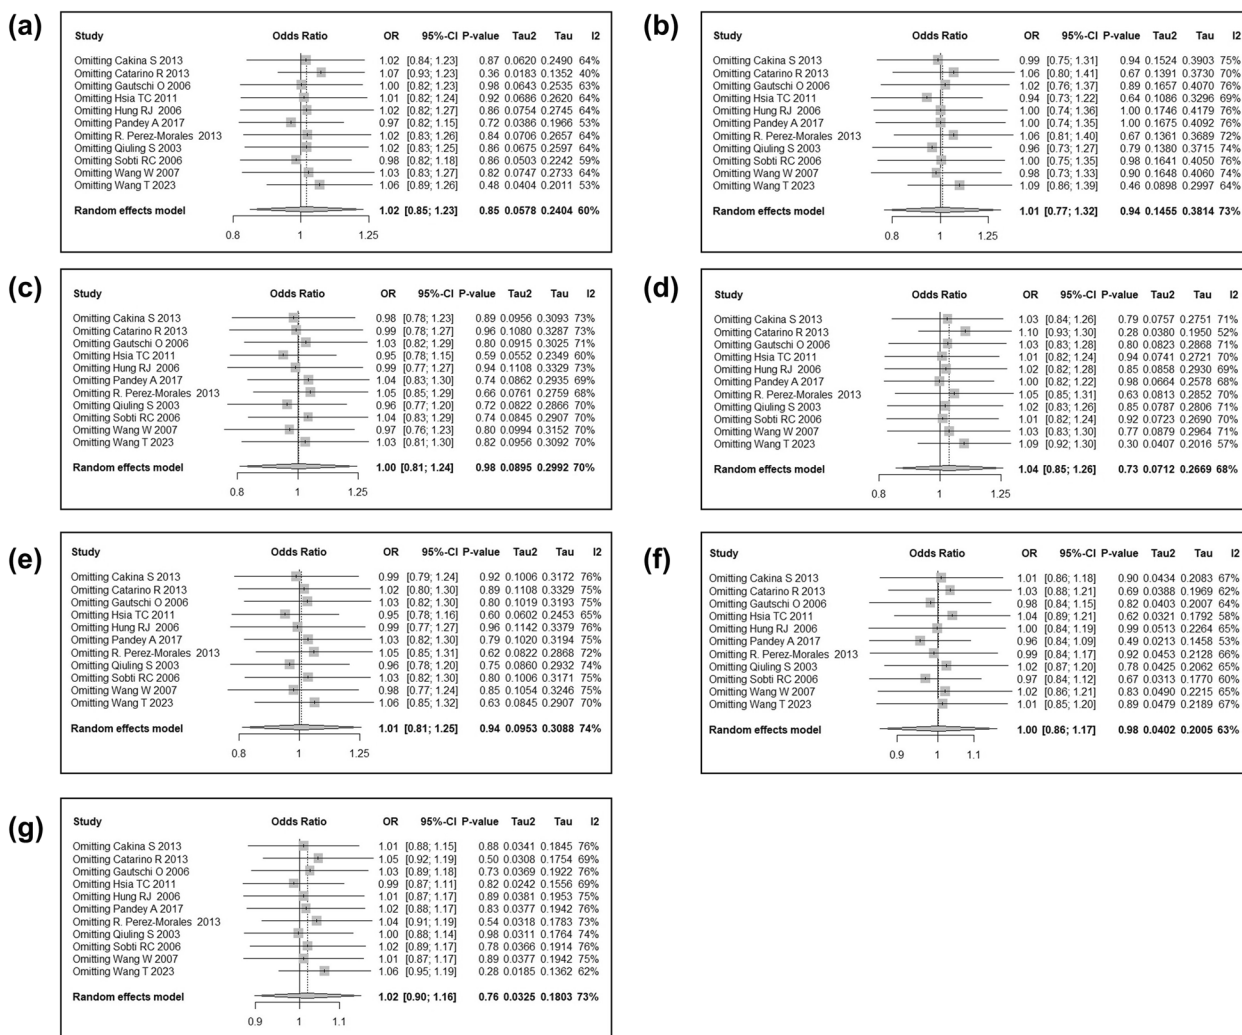 (a)
Study Odds Ratio OR 95%-CI P-value Tau2 Tau I2
Omitting Cakina S 2013 1.02 [0.84; 1.23] 0.87 0.0620 0.2490 64%
Omitting Catarino R 2013 1.07 [0.93; 1.23] 0.36 0.0183 0.1352 40%
Omitting Gautschi O 2006 1.00 [0.82; 1.23] 0.98 0.0643 0.2535 63%
Omitting Hsia TC 2011 1.01 [0.82; 1.24] 0.92 0.0686 0.2620 64%
Omitting Hung RJ 2006 1.02 [0.82; 1.27] 0.86 0.0754 0.2745 64%
Omitting Pandey A 2017 0.97 [0.82; 1.15] 0.72 0.0386 0.1966 53%
Omitting R. Perez-Morales 2013 1.02 [0.83; 1.26] 0.84 0.0706 0.2657 64%
Omitting Qiuling S 2003 1.02 [0.83; 1.25] 0.86 0.0675 0.2597 64%
Omitting Sobti RC 2006 0.98 [0.82; 1.18] 0.86 0.0503 0.2242 59%
Omitting Wang W 2007 1.03 [0.83; 1.27] 0.82 0.0747 0.2733 64%
Omitting Wang T 2023 1.06 [0.89; 1.26] 0.48 0.0404 0.2011 53%
Random effects model 1.02 [0.85; 1.23] 0.85 0.0578 0.2404 60%
0.8 1 1.25
(b)
Study Odds Ratio OR 95%-CI P-value Tau2 Tau I2
Omitting Cakina S 2013 0.99 [0.75; 1.31] 0.94 0.1524 0.3903 75%
Omitting Catarino R 2013 1.06 [0.80; 1.41] 0.67 0.1391 0.3730 72%
Omitting Gautschi O 2006 1.02 [0.76; 1.37] 0.89 0.1657 0.4070 76%
Omitting Hsia TC 2011 0.94 [0.73; 1.22] 0.64 0.1086 0.3296 69%
Omitting Hung RJ 2006 1.00 [0.74; 1.36] 1.00 0.1746 0.4179 76%
Omitting Pandey A 2017 1.00 [0.74; 1.35] 1.00 0.1675 0.4092 76%
Omitting R. Perez-Morales 2013 1.06 [0.81; 1.40] 0.67 0.1361 0.3689 72%
Omitting Qiuling S 2003 0.96 [0.73; 1.27] 0.79 0.1380 0.3715 74%
Omitting Sobti RC 2006 1.00 [0.75; 1.35] 0.98 0.1641 0.4050 76%
Omitting Wang W 2007 0.98 [0.73; 1.33] 0.90 0.1648 0.4060 76%
Omitting Wang T 2023 1.09 [0.86; 1.39] 0.46 0.0898 0.2997 64%
Random effects model 1.01 [0.77; 1.32] 0.94 0.1455 0.3814 73%
0.8 1 1.25
(c)
Study Odds Ratio OR 95%-CI P-value Tau2 Tau I2
Omitting Cakina S 2013 0.98 [0.78; 1.23] 0.89 0.0956 0.3093 73%
Omitting Catarino R 2013 0.99 [0.78; 1.27] 0.96 0.1080 0.3287 73%
Omitting Gautschi O 2006 1.03 [0.82; 1.29] 0.80 0.0915 0.3025 71%
Omitting Hsia TC 2011 0.95 [0.78; 1.15] 0.59 0.0552 0.2349 60%
Omitting Hung RJ 2006 0.99 [0.77; 1.27] 0.94 0.1108 0.3329 73%
Omitting Pandey A 2017 1.04 [0.83; 1.30] 0.74 0.0862 0.2935 69%
Omitting R. Perez-Morales 2013 1.05 [0.85; 1.29] 0.66 0.0761 0.2759 68%
Omitting Qiuling S 2003 0.96 [0.77; 1.20] 0.72 0.0822 0.2866 70%
Omitting Sobti RC 2006 1.04 [0.83; 1.29] 0.74 0.0845 0.2907 70%
Omitting Wang W 2007 0.97 [0.76; 1.23] 0.80 0.0994 0.3152 70%
Omitting Wang T 2023 1.03 [0.81; 1.30] 0.82 0.0956 0.3092 70%
Random effects model 1.00 [0.81; 1.24] 0.98 0.0895 0.2992 70%
0.8 1 1.25
(d)
Study Odds Ratio OR 95%-CI P-value Tau2 Tau I2
Omitting Cakina S 2013 1.03 [0.84; 1.26] 0.79 0.0757 0.2751 71%
Omitting Catarino R 2013 1.10 [0.93; 1.30] 0.28 0.0380 0.1950 52%
Omitting Gautschi O 2006 1.03 [0.83; 1.28] 0.80 0.0823 0.2868 71%
Omitting Hsia TC 2011 1.01 [0.82; 1.24] 0.94 0.0741 0.2721 71%
Omitting Hung RJ 2006 1.02 [0.82; 1.28] 0.85 0.0858 0.2930 71%
Omitting Pandey A 2017 1.00 [0.82; 1.22] 0.98 0.0664 0.2578 68%
Omitting R. Perez-Morales 2013 1.05 [0.85; 1.31] 0.63 0.0813 0.2852 70%
Omitting Qiuling S 2003 1.02 [0.83; 1.26] 0.85 0.0787 0.2806 71%
Omitting Sobti RC 2006 1.01 [0.82; 1.24] 0.92 0.0723 0.2690 70%
Omitting Wang W 2007 1.03 [0.83; 1.30] 0.77 0.0879 0.2964 71%
Omitting Wang T 2023 1.09 [0.92; 1.30] 0.30 0.0407 0.2016 57%
Random effects model 1.04 [0.85; 1.26] 0.73 0.0712 0.2669 68%
0.8 1 1.25
(e)
Study Odds Ratio OR 95%-CI P-value Tau2 Tau I2
Omitting Cakina S 2013 0.99 [0.79; 1.24] 0.92 0.1006 0.3172 76%
Omitting Catarino R 2013 1.02 [0.80; 1.30] 0.89 0.1108 0.3329 76%
Omitting Gautschi O 2006 1.03 [0.82; 1.30] 0.80 0.1019 0.3193 75%
Omitting Hsia TC 2011 0.95 [0.78; 1.16] 0.60 0.0602 0.2453 66%
Omitting Hung RJ 2006 0.99 [0.77; 1.27] 0.96 0.1142 0.3379 76%
Omitting Pandey A 2017 1.03 [0.82; 1.30] 0.79 0.1020 0.3194 75%
Omitting R. Perez-Morales 2013 1.05 [0.85; 1.31] 0.62 0.0822 0.2868 72%
Omitting Qiuling S 2003 0.96 [0.78; 1.20] 0.75 0.0860 0.2932 74%
Omitting Sobti RC 2006 1.03 [0.82; 1.30] 0.80 0.1006 0.3171 75%
Omitting Wang W 2007 0.98 [0.77; 1.24] 0.85 0.1054 0.3246 75%
Omitting Wang T 2023 1.06 [0.85; 1.32] 0.63 0.0845 0.2907 70%
Random effects model 1.01 [0.81; 1.25] 0.94 0.0953 0.3088 74%
0.8 1 1.25
(f)
Study Odds Ratio OR 95%-CI P-value Tau2 Tau I2
Omitting Cakina S 2013 1.01 [0.86; 1.18] 0.90 0.0434 0.2083 67%
Omitting Catarino R 2013 1.03 [0.88; 1.21] 0.69 0.0388 0.1969 62%
Omitting Gautschi O 2006 0.98 [0.84; 1.15] 0.82 0.0403 0.2007 64%
Omitting Hsia TC 2011 1.04 [0.89; 1.21] 0.62 0.0321 0.1792 58%
Omitting Hung RJ 2006 1.00 [0.84; 1.19] 0.99 0.0513 0.2264 65%
Omitting Pandey A 2017 0.96 [0.84; 1.09] 0.49 0.0213 0.1458 53%
Omitting R. Perez-Morales 2013 0.99 [0.84; 1.17] 0.92 0.0453 0.2128 66%
Omitting Qiuling S 2003 1.02 [0.87; 1.20] 0.78 0.0425 0.2062 66%
Omitting Sobti RC 2006 0.97 [0.84; 1.12] 0.67 0.0313 0.1770 60%
Omitting Wang W 2007 1.02 [0.86; 1.21] 0.83 0.0490 0.2215 67%
Omitting Wang T 2023 1.01 [0.85; 1.20] 0.89 0.0479 0.2189 67%
Random effects model 1.00 [0.86; 1.17] 0.98 0.0402 0.2005 63%
0.9 1 1.1
(g)
Study Odds Ratio OR 95%-CI P-value Tau2 Tau I2
Omitting Cakina S 2013 1.01 [0.88; 1.15] 0.88 0.0341 0.1845 76%
Omitting Catarino R 2013 1.05 [0.92; 1.19] 0.50 0.0308 0.1754 69%
Omitting Gautschi O 2006 1.03 [0.89; 1.18] 0.73 0.0369 0.1922 76%
Omitting Hsia TC 2011 0.99 [0.87; 1.11] 0.82 0.0242 0.1556 69%
Omitting Hung RJ 2006 1.01 [0.87; 1.17] 0.89 0.0381 0.1953 75%
Omitting Pandey A 2017 1.02 [0.88; 1.17] 0.83 0.0377 0.1942 76%
Omitting R. Perez-Morales 2013 1.04 [0.91; 1.19] 0.54 0.0318 0.1783 73%
Omitting Qiuling S 2003 1.00 [0.88; 1.14] 0.98 0.0311 0.1764 74%
Omitting Sobti RC 2006 1.02 [0.89; 1.17] 0.78 0.0366 0.1914 76%
Omitting Wang W 2007 1.01 [0.87; 1.17] 0.89 0.0377 0.1942 75%
Omitting Wang T 2023 1.06 [0.95; 1.19] 0.28 0.0185 0.1362 62%
Random effects model 1.02 [0.90; 1.16] 0.76 0.0325 0.1803 73%
0.9 1 1.1